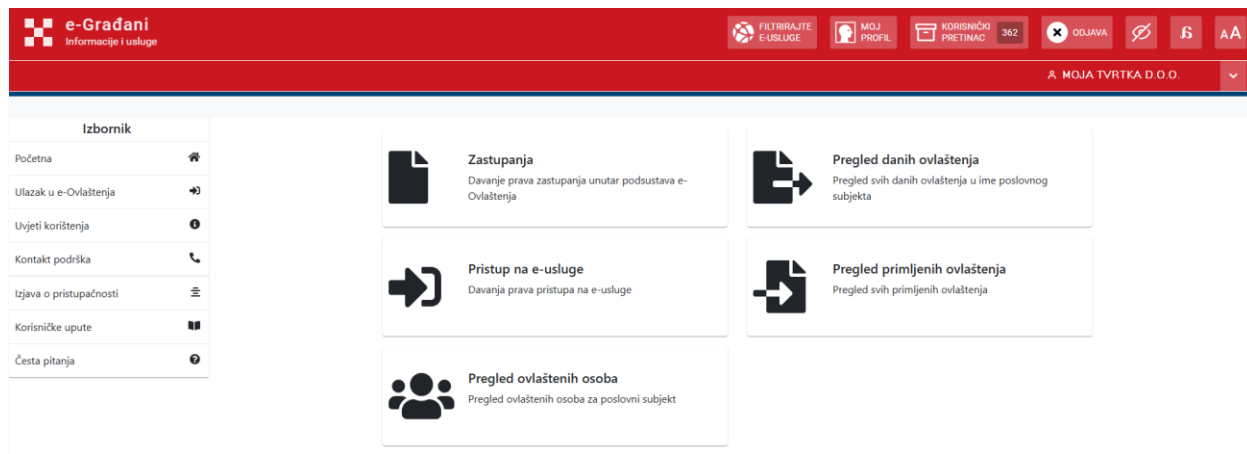 e-Građani
Informacije i usluge
FILTRIRAJTE
E-USLUGE
MOJ
PROFIL
KORISNIČKI
PRETINAC
362
ODJAVA
AA
MOJA TVRTKA D.O.O.
Izbornik
Početna
Ulazak u e-Ovlaštenja
Uvjeti korištenja
Kontakt podrška
Izjava o pristupačnosti
Korisničke upute
Česta pitanja
Zastupanja
Davanje prava zastupanja unutar podsustava e-
Ovlaštenja
Pregled danih ovlaštenja
Pregled svih danih ovlaštenja u ime poslovnog
subjekta
Pristup na e-usluge
Davanja prava pristupa na e-usluge
Pregled primljenih ovlaštenja
Pregled svih primljenih ovlaštenja
Pregled ovlaštenih osoba
Pregled ovlaštenih osoba za poslovni subjekt